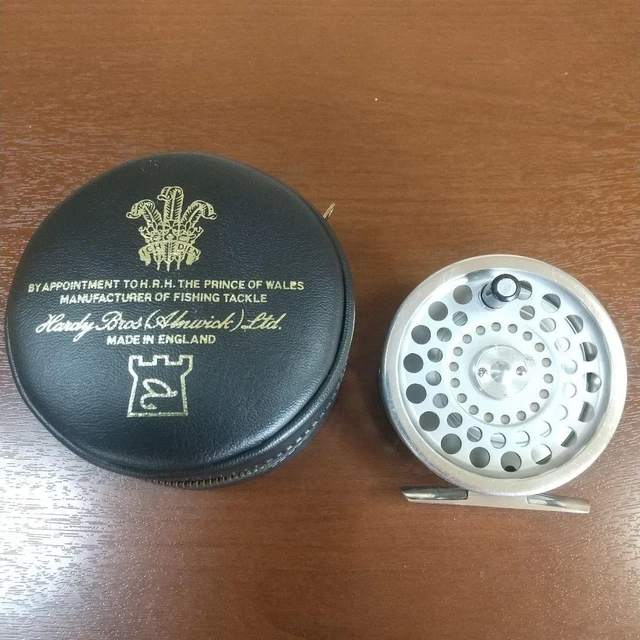 BY APPOINTMENT TO H.R.H. THE PRINCE OF WALES
MANUFACTURER OF FISHING TACKLE
Hardy Bros (Alnwick) Ltd.
MADE IN ENGLAND